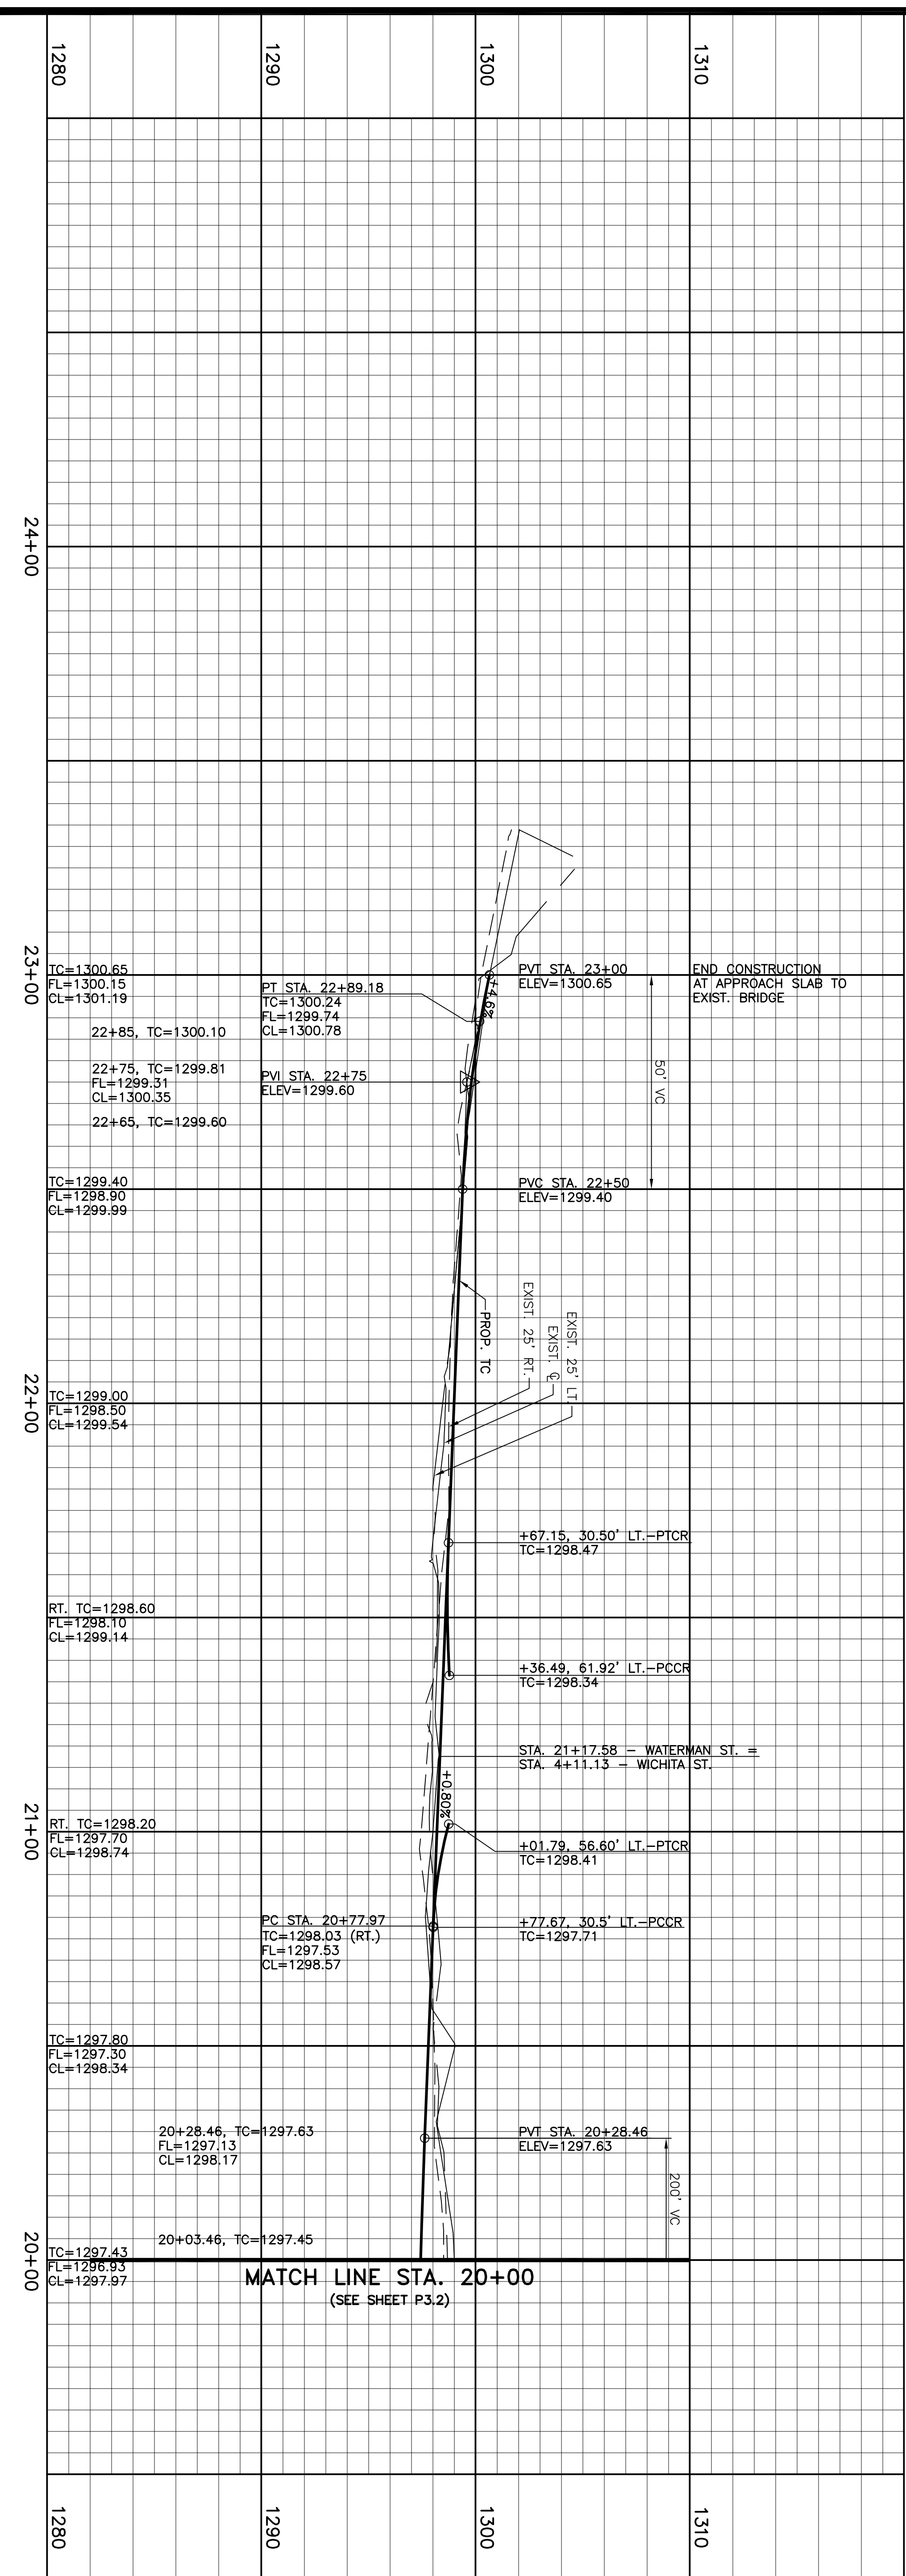 1280
1290
1300
1310
24+00
23+00
TC=1300.65
FL=1300.15
CL=1301.19
PT STA. 22+89.18
TC=1300.24
FL=1299.74
CL=1300.78
+4.6%
PVT STA. 23+00
ELEV=1300.65
END CONSTRUCTION
AT APPROACH SLAB TO
EXIST. BRIDGE
22+85, TC=1300.10
22+75, TC=1299.81
FL=1299.31
CL=1300.35
PVI STA. 22+75
ELEV=1299.60
50' VC
22+65, TC=1299.60
TC=1299.40
FL=1298.90
CL=1299.99
PVC STA. 22+50
ELEV=1299.40
PROP. TC
EXIST. 25' RT.
EXIST. ℄
EXIST. 25' LT.
22+00
TC=1299.00
FL=1298.50
CL=1299.54
+67.15, 30.50' LT.-PTCR
TC=1298.47
RT. TC=1298.60
FL=1298.10
CL=1299.14
+36.49, 61.92' LT.-PCCR
TC=1298.34
STA. 21+17.58 - WATERMAN ST. =
STA. 4+11.13 - WICHITA ST.
+0.80%
21+00
RT. TC=1298.20
FL=1297.70
CL=1298.74
+01.79, 56.60' LT.-PTCR
TC=1298.41
PC STA. 20+77.97
TC=1298.03 (RT.)
FL=1297.53
CL=1298.57
+77.67, 30.5' LT.-PCCR
TC=1297.71
TC=1297.80
FL=1297.30
CL=1298.34
20+28.46, TC=1297.63
FL=1297.13
CL=1298.17
PVT STA. 20+28.46
ELEV=1297.63
200' VC
20+03.46, TC=1297.45
20+00
TC=1297.43
FL=1296.93
CL=1297.97
MATCH LINE STA. 20+00
(SEE SHEET P3.2)
1280
1290
1300
1310